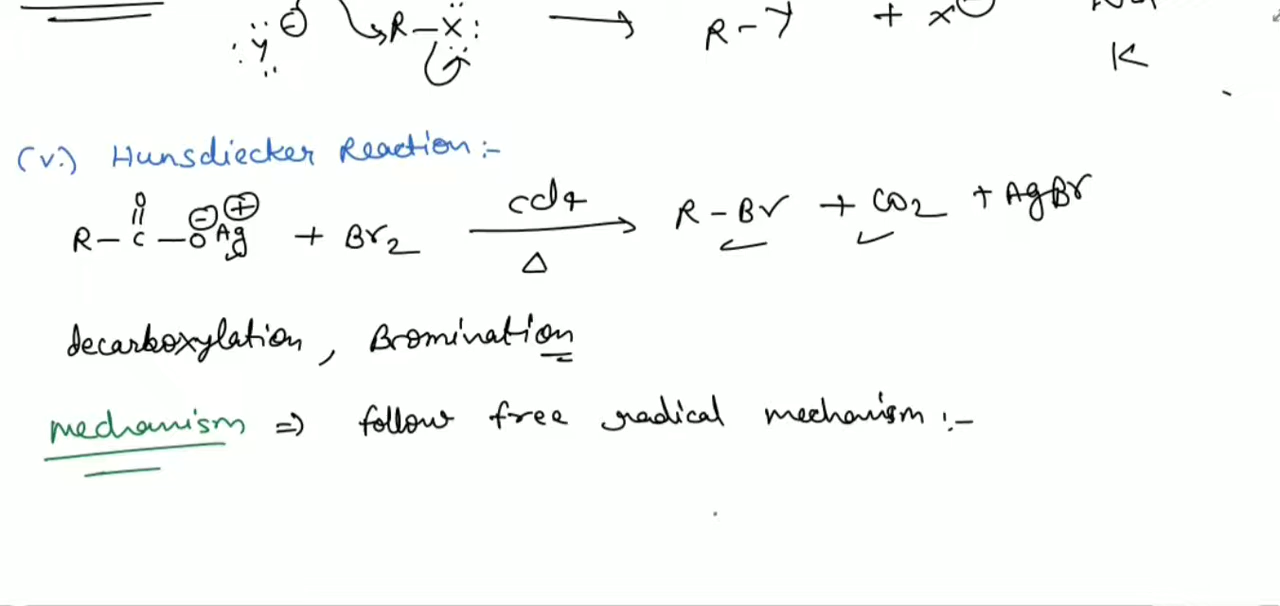 :Ÿ: ⊖ R-X: → R-Y + X⊖
K
(v.) Hunsdiecker Reaction:-
R-C(=O)-O⊖Ag⊕ + Br2 —CCl4/Δ→ R-Br + CO2 + AgBr
decarboxylation, Bromination
mechanism ⇒ follow free radical mechanism :-